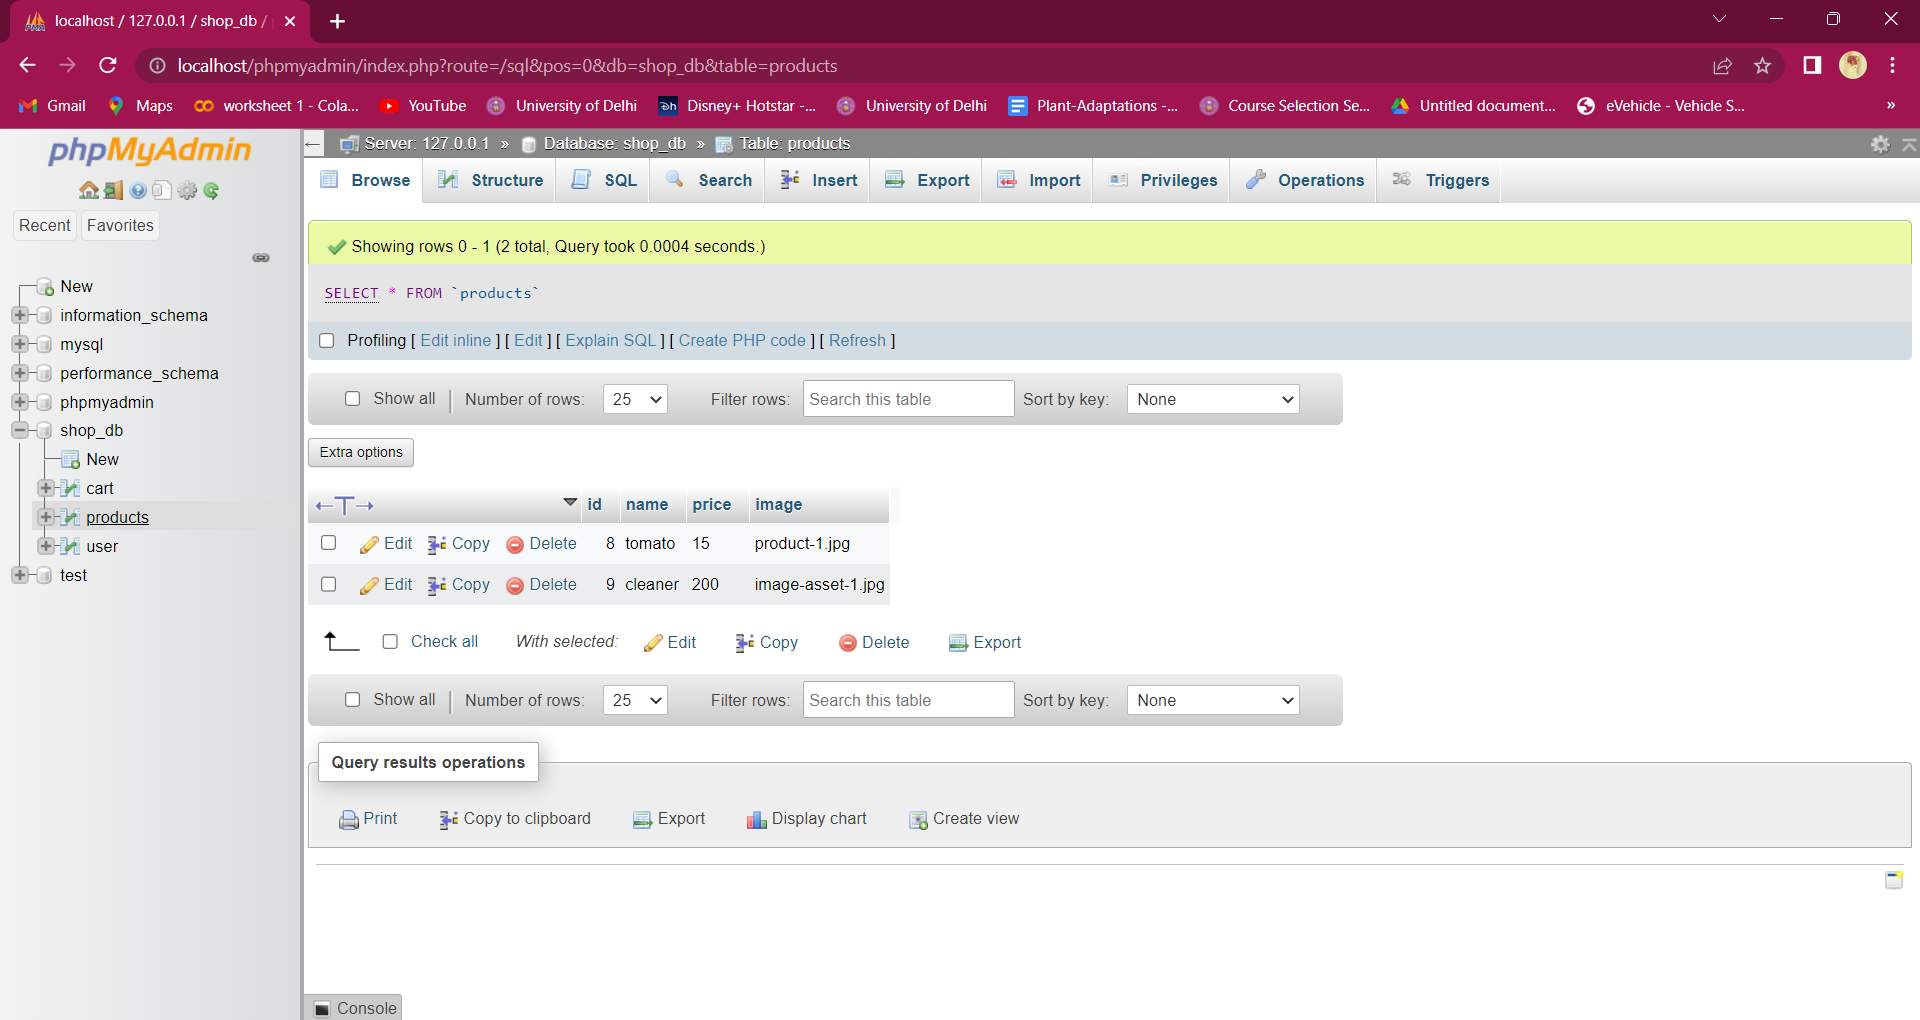 localhost / 127.0.0.1 / shop_db /
localhost/phpmyadmin/index.php?route=/sql&pos=0&db=shop_db&table=products
Gmail Maps worksheet 1 - Cola... YouTube University of Delhi Disney+ Hotstar -... University of Delhi Plant-Adaptations -... Course Selection Se... Untitled document... eVehicle - Vehicle S... »
phpMyAdmin
Recent Favorites
New
information_schema
mysql
performance_schema
phpmyadmin
shop_db
New
cart
products
user
test
Server: 127.0.0.1 » Database: shop_db » Table: products
Browse Structure SQL Search Insert Export Import Privileges Operations Triggers
Showing rows 0 - 1 (2 total, Query took 0.0004 seconds.)
SELECT * FROM `products`
Profiling [ Edit inline ] [ Edit ] [ Explain SQL ] [ Create PHP code ] [ Refresh ]
Show all Number of rows: 25 Filter rows: Search this table Sort by key: None
Extra options
←T→ id name price image
Edit Copy Delete 8 tomato 15 product-1.jpg
Edit Copy Delete 9 cleaner 200 image-asset-1.jpg
Check all With selected: Edit Copy Delete Export
Show all Number of rows: 25 Filter rows: Search this table Sort by key: None
Query results operations
Print Copy to clipboard Export Display chart Create view
Console